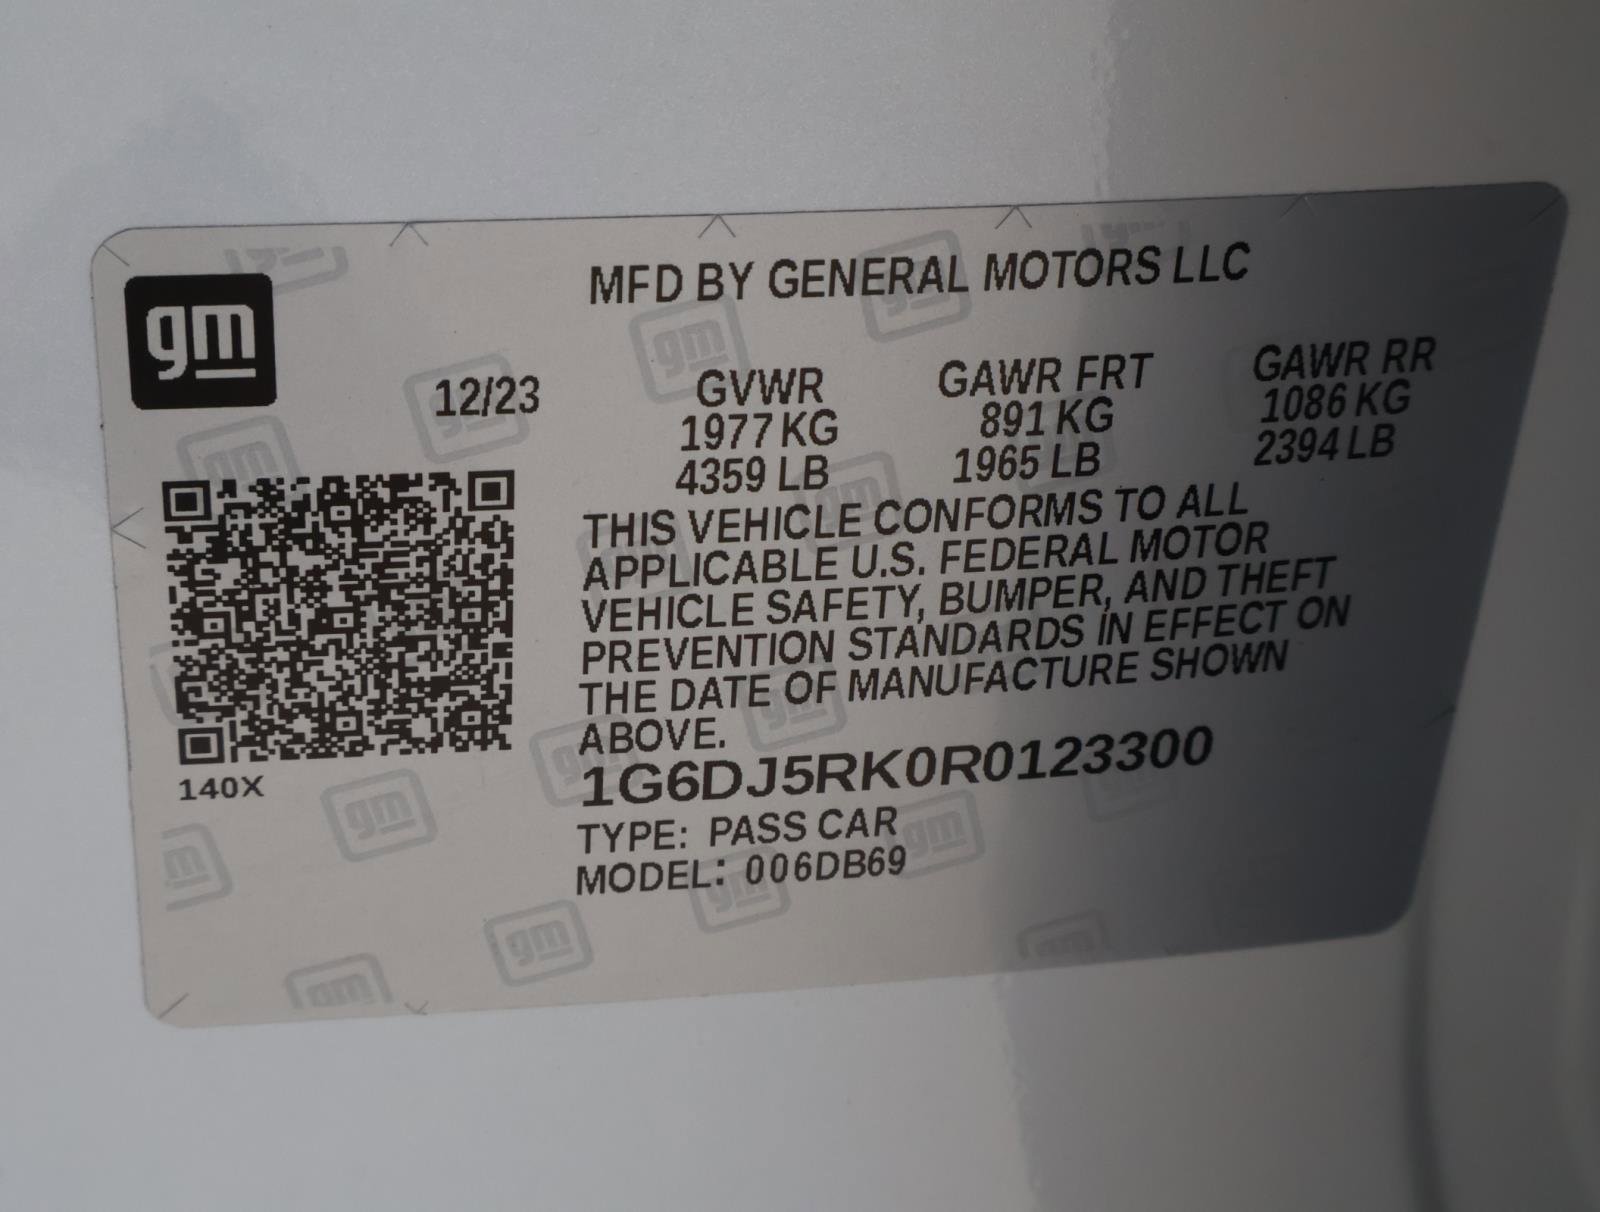 gm
MFD BY GENERAL MOTORS LLC
12/23
GVWR GAWR FRT GAWR RR
1977 KG 891 KG 1086 KG
4359 LB 1965 LB 2394 LB
THIS VEHICLE CONFORMS TO ALL
APPLICABLE U.S. FEDERAL MOTOR
VEHICLE SAFETY, BUMPER, AND THEFT
PREVENTION STANDARDS IN EFFECT ON
THE DATE OF MANUFACTURE SHOWN
ABOVE.
1G6DJ5RK0R0123300
140X
TYPE: PASS CAR
MODEL: 006DB69